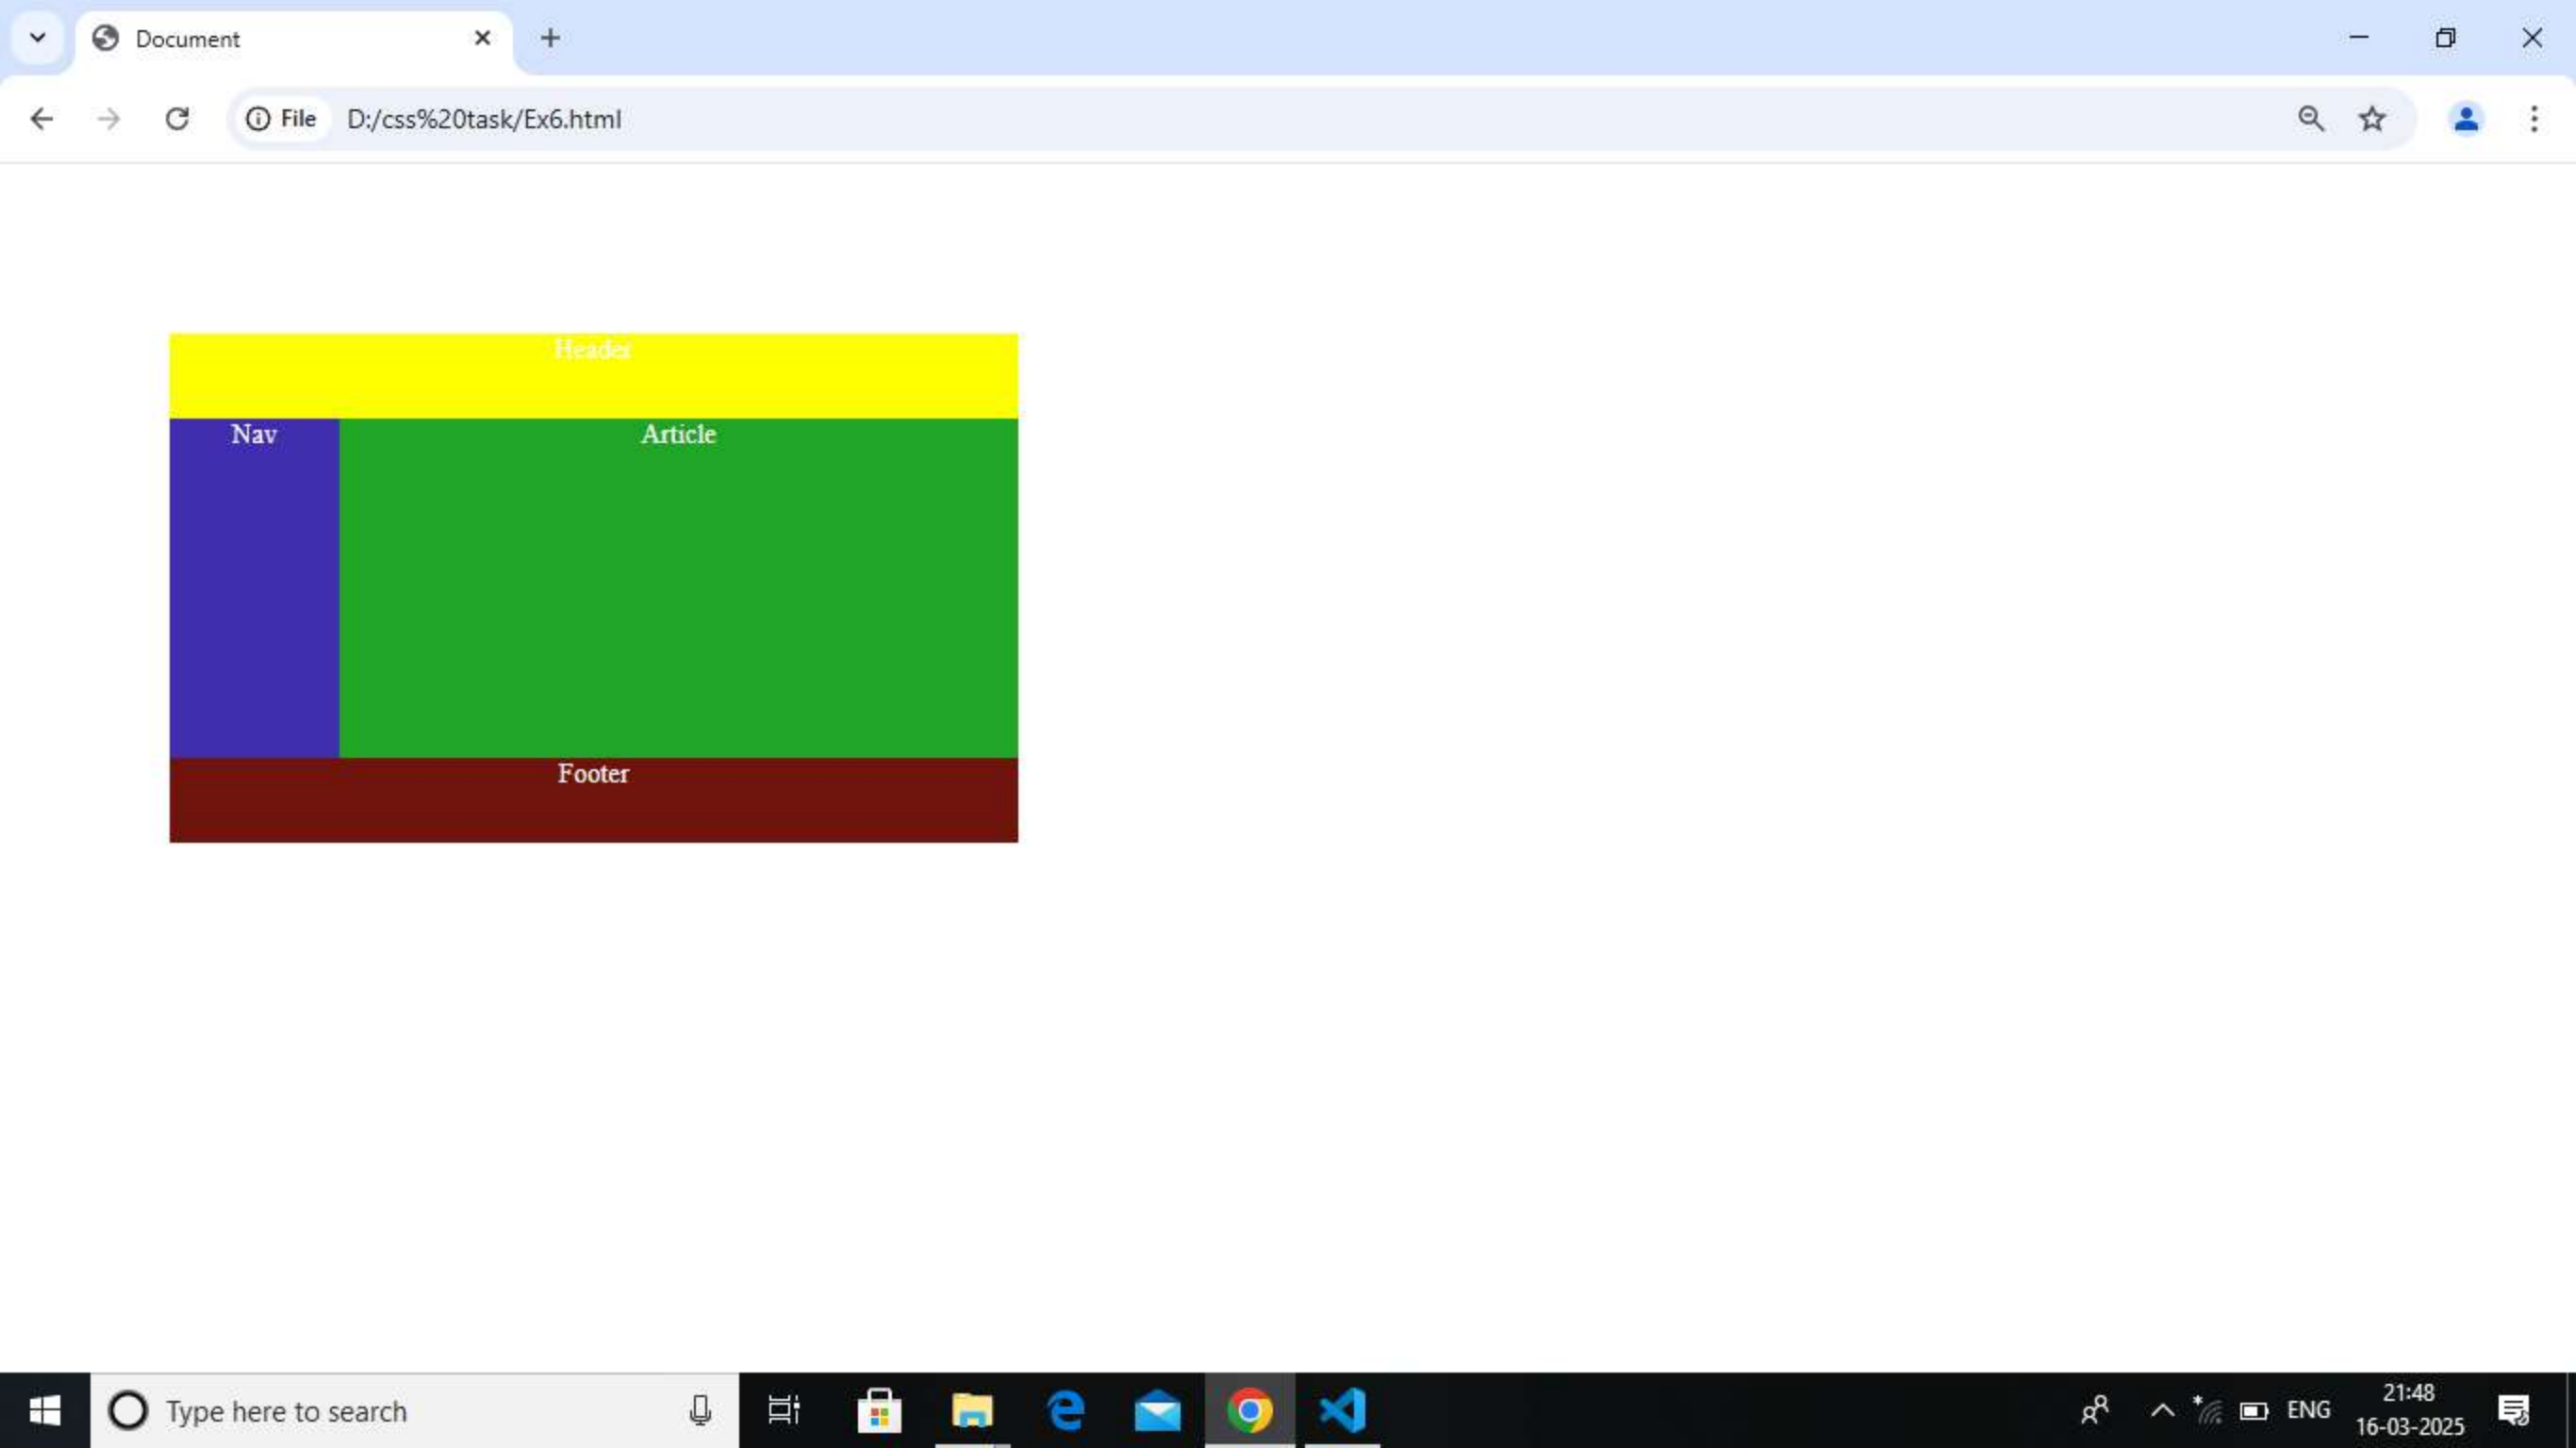 Document
File D:/css%20task/Ex6.html
Header
Nav Article
Footer
Type here to search
ENG
21:48
16-03-2025